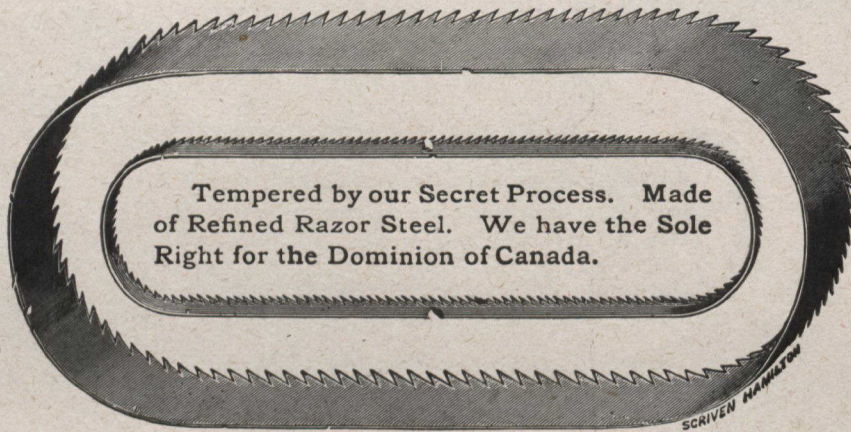 Tempered by our Secret Process. Made
of Refined Razor Steel. We have the Sole
Right for the Dominion of Canada.
SCRIVEN HAMILTON